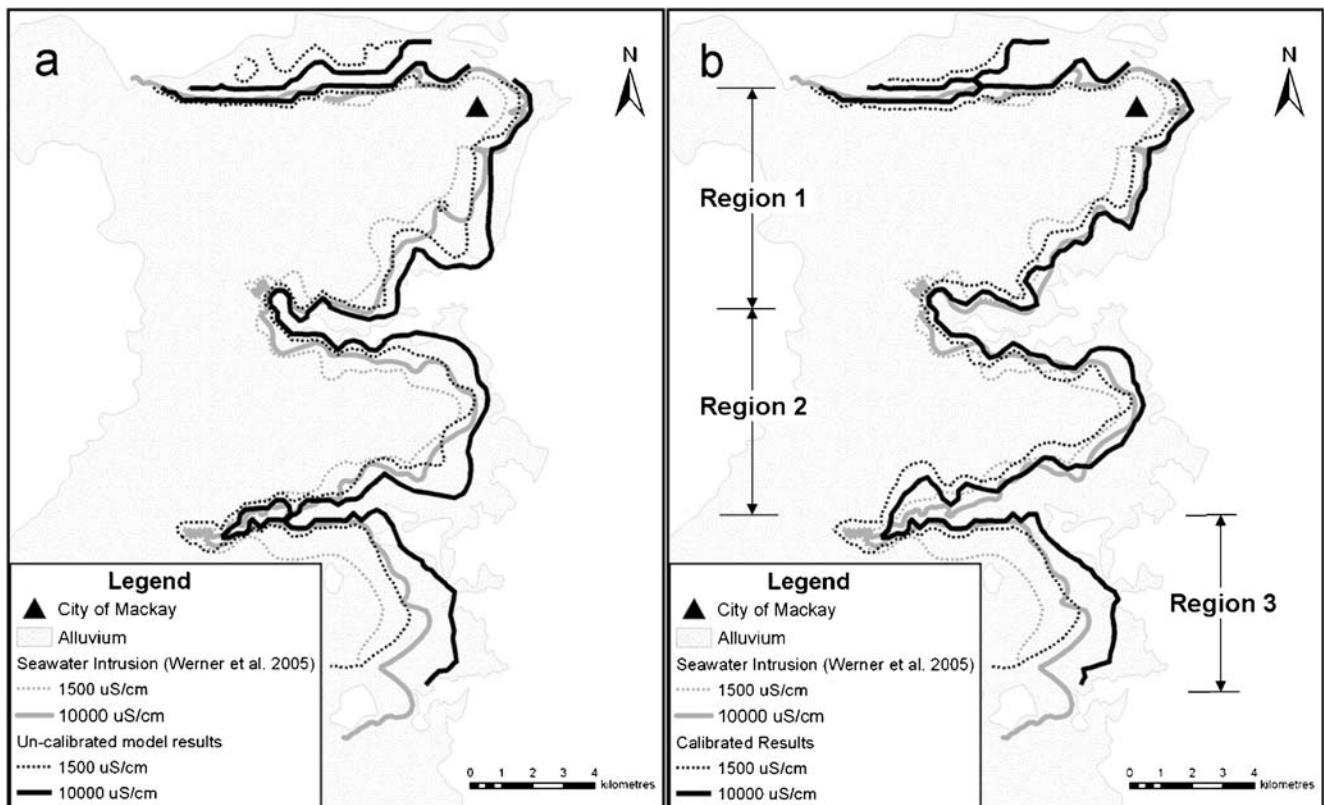 a
N
Legend
City of Mackay
Alluvium
Seawater Intrusion (Werner et al. 2005)
1500 uS/cm
10000 uS/cm
Un-calibrated model results
1500 uS/cm
10000 uS/cm
0 1 2 3 4
kilometres
b
N
Region 1
Region 2
Region 3
Legend
City of Mackay
Alluvium
Seawater Intrusion (Werner et al. 2005)
1500 uS/cm
10000 uS/cm
Calibrated Results
1500 uS/cm
10000 uS/cm
0 1 2 3 4
kilometres